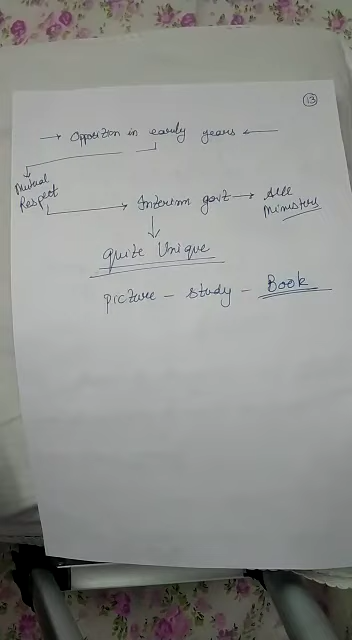 13
→ Opposition in early years ←
Mutual
Respect
→ Interim govt → All
Ministers
quite Unique
picture - study - Book